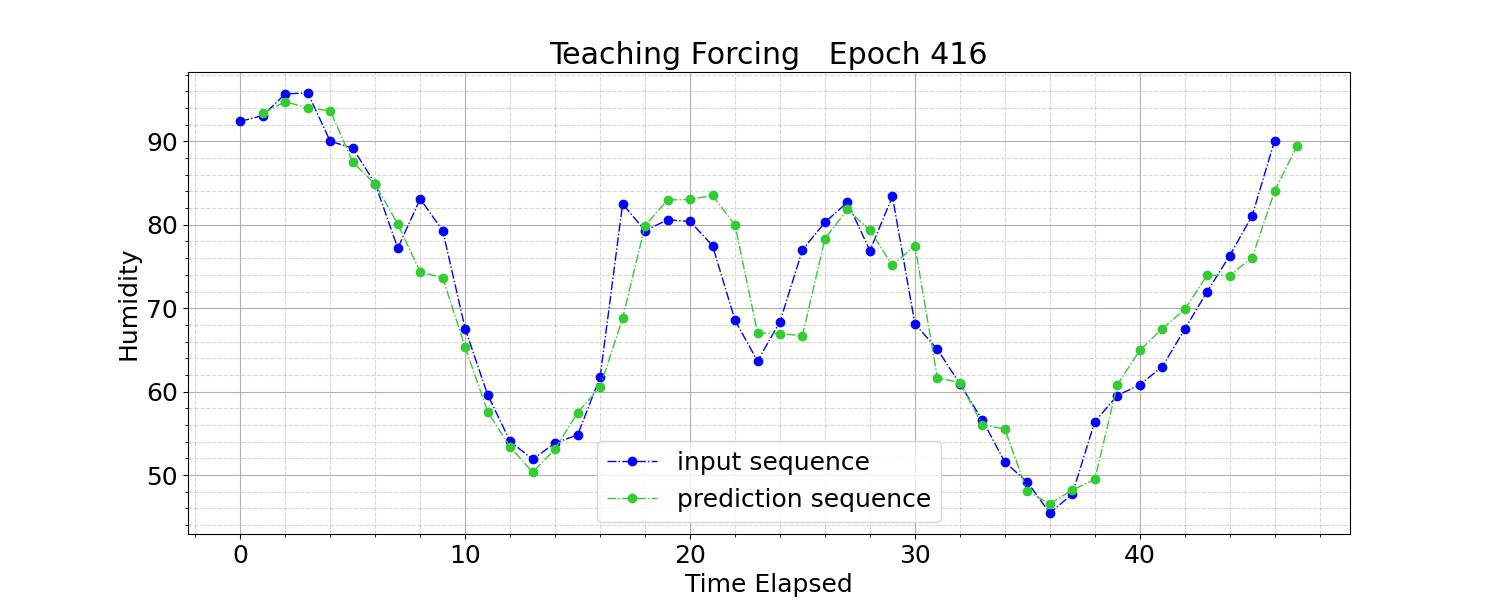 Teaching Forcing   Epoch 416
Humidity
90
80
70
60
50
input sequence
prediction sequence
0 10 20 30 40
Time Elapsed